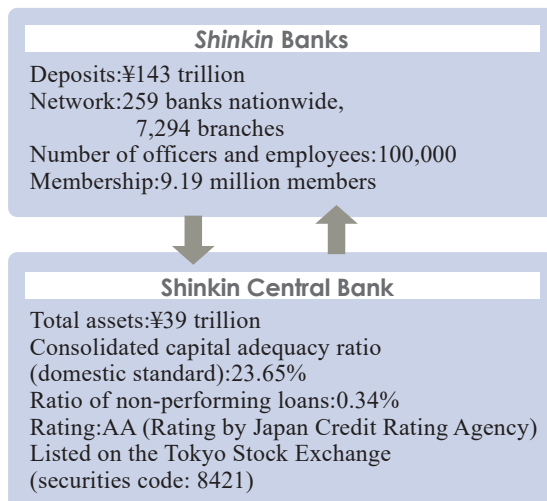 Shinkin Banks
Deposits:¥143 trillion
Network:259 banks nationwide,
7,294 branches
Number of officers and employees:100,000
Membership:9.19 million members
Shinkin Central Bank
Total assets:¥39 trillion
Consolidated capital adequacy ratio
(domestic standard):23.65%
Ratio of non-performing loans:0.34%
Rating:AA (Rating by Japan Credit Rating Agency)
Listed on the Tokyo Stock Exchange
(securities code: 8421)